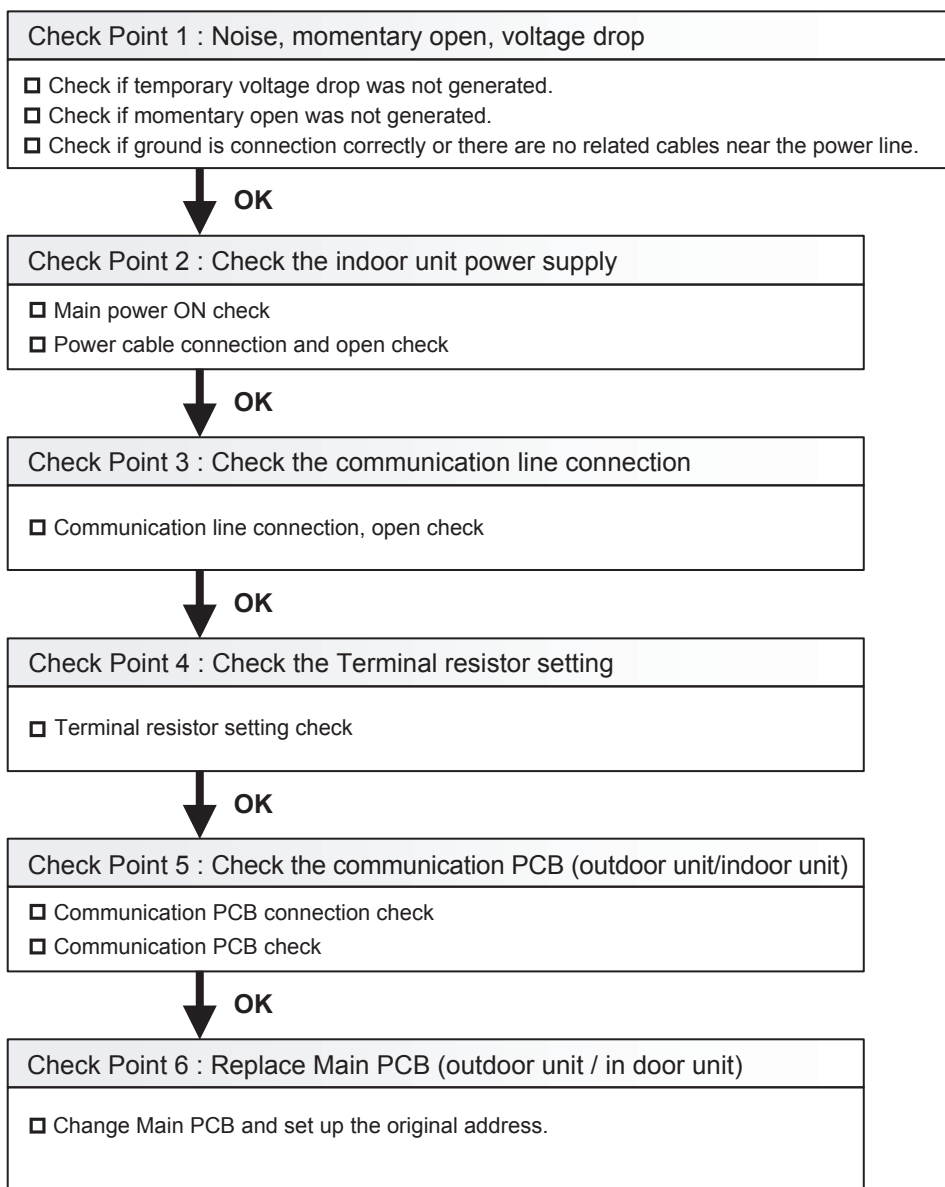 Check Point 1 : Noise, momentary open, voltage drop
☐ Check if temporary voltage drop was not generated.
☐ Check if momentary open was not generated.
☐ Check if ground is connection correctly or there are no related cables near the power line.
OK
Check Point 2 : Check the indoor unit power supply
☐ Main power ON check
☐ Power cable connection and open check
OK
Check Point 3 : Check the communication line connection
☐ Communication line connection, open check
OK
Check Point 4 : Check the Terminal resistor setting
☐ Terminal resistor setting check
OK
Check Point 5 : Check the communication PCB (outdoor unit/indoor unit)
☐ Communication PCB connection check
☐ Communication PCB check
OK
Check Point 6 : Replace Main PCB (outdoor unit / in door unit)
☐ Change Main PCB and set up the original address.